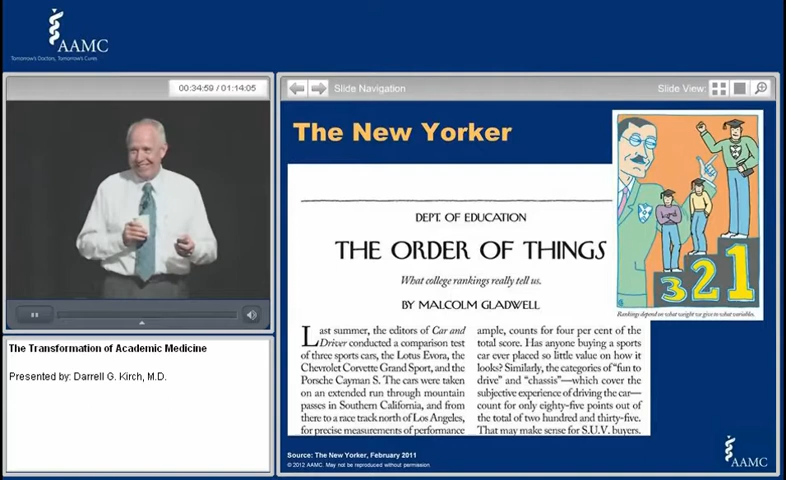 AAMC
Tomorrow's Doctors, Tomorrow's Cures
00:34:59 / 01:14:05
Slide Navigation
Slide View:
The New Yorker
DEPT. OF EDUCATION
THE ORDER OF THINGS
What college rankings really tell us.
BY MALCOLM GLADWELL
Last summer, the editors of Car and
Driver conducted a comparison test
of three sports cars, the Lotus Evora, the
Chevrolet Corvette Grand Sport, and the
Porsche Cayman S. The cars were taken
on an extended run through mountain
passes in Southern California, and from
there to a race track north of Los Angeles,
for precise measurements of performance
ample, counts for four per cent of the
total score. Has anyone buying a sports
car ever placed so little value on how it
looks? Similarly, the categories of "fun to
drive" and "chassis"—which cover the
subjective experience of driving the car—
count for only eighty-five points out of
the total of two hundred and thirty-five.
That may make sense for S.U.V. buyers.
3 2 1
Rankings depend on what weight we give to what variables.
The Transformation of Academic Medicine
Presented by: Darrell G. Kirch, M.D.
Source: The New Yorker, February 2011
© 2012 AAMC. May not be reproduced without permission
AAMC